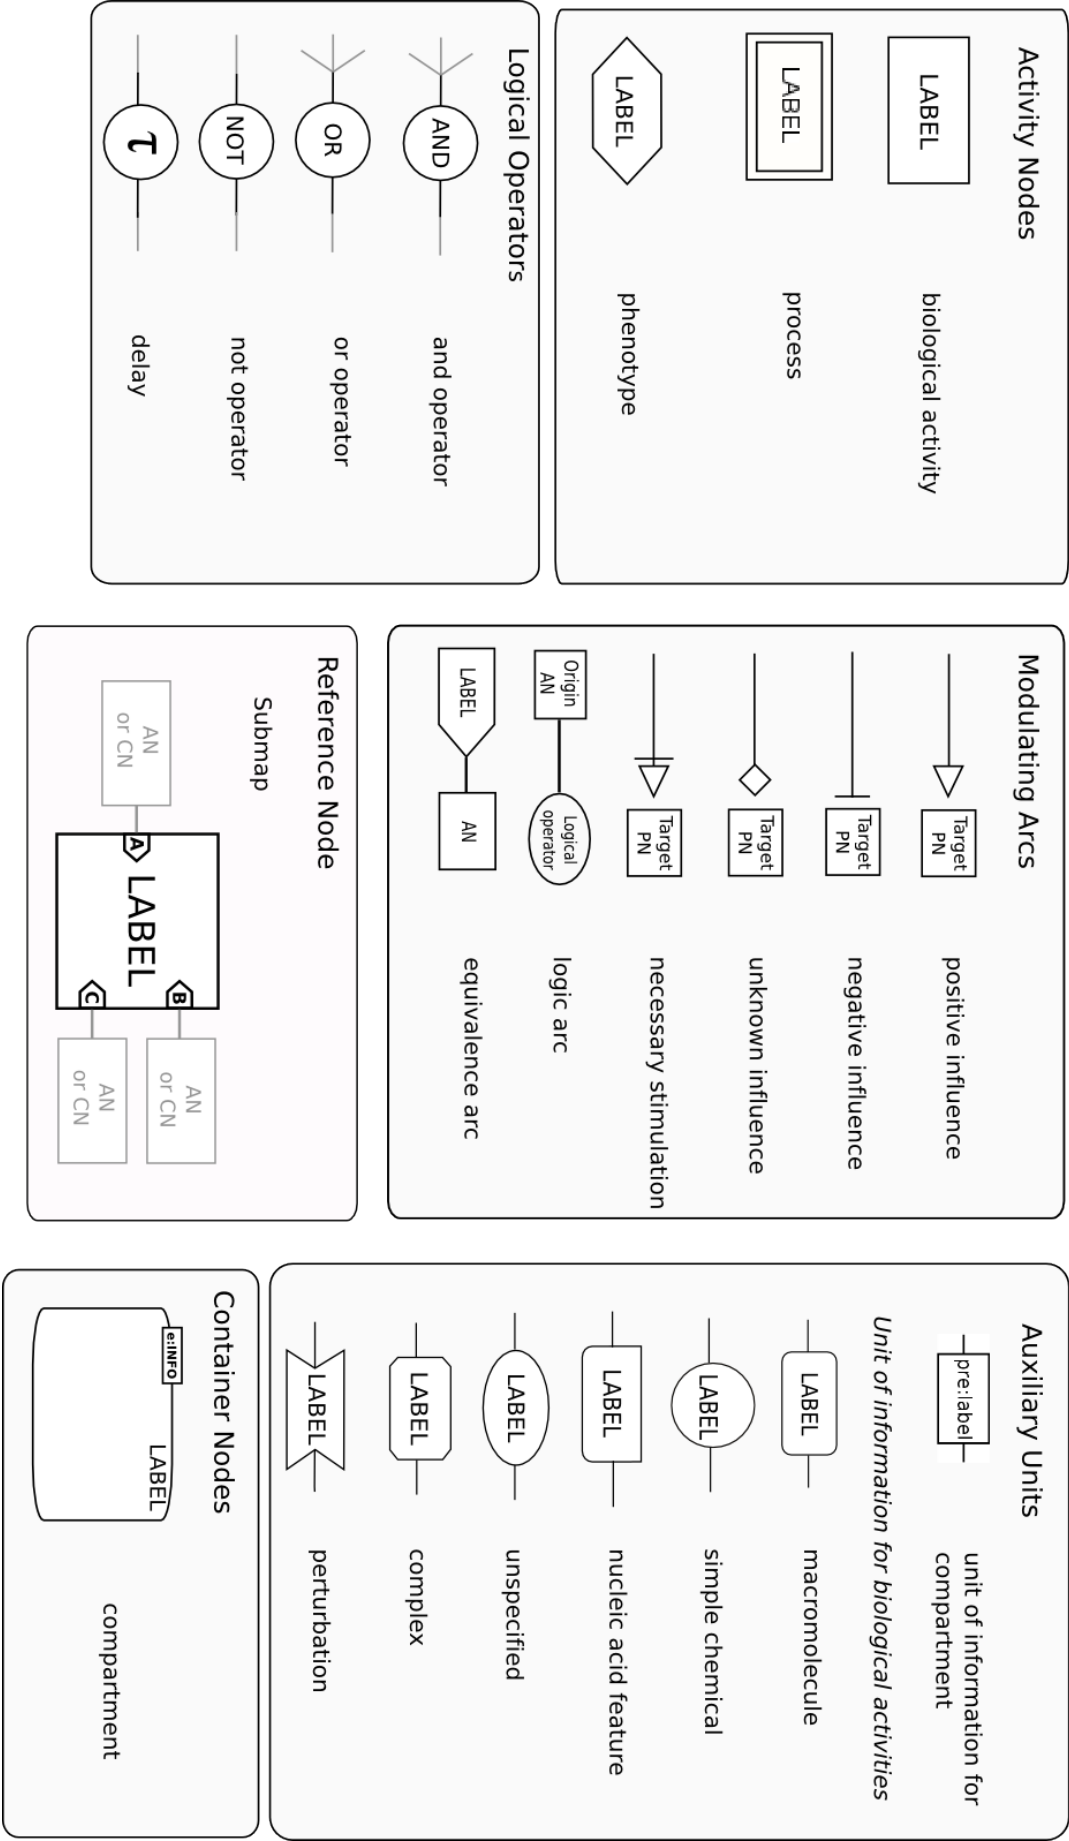 Activity Nodes
LABEL
biological activity
LABEL
process
LABEL
phenotype
Logical Operators
AND
and operator
OR
or operator
NOT
not operator
τ
delay
Modulating Arcs
Target
PN
positive influence
Target
PN
negative influence
Target
PN
unknown influence
Target
PN
necessary stimulation
Origin
AN
Logical
operator
logic arc
LABEL
AN
equivalence arc
Reference Node
Submap
AN
or CN
A
LABEL
B
C
AN
or CN
AN
or CN
Auxiliary Units
pre:label
unit of information for
compartment
Unit of information for biological activities
LABEL
macromolecule
LABEL
simple chemical
LABEL
nucleic acid feature
LABEL
unspecified
LABEL
complex
LABEL
perturbation
Container Nodes
e:INFO
LABEL
compartment